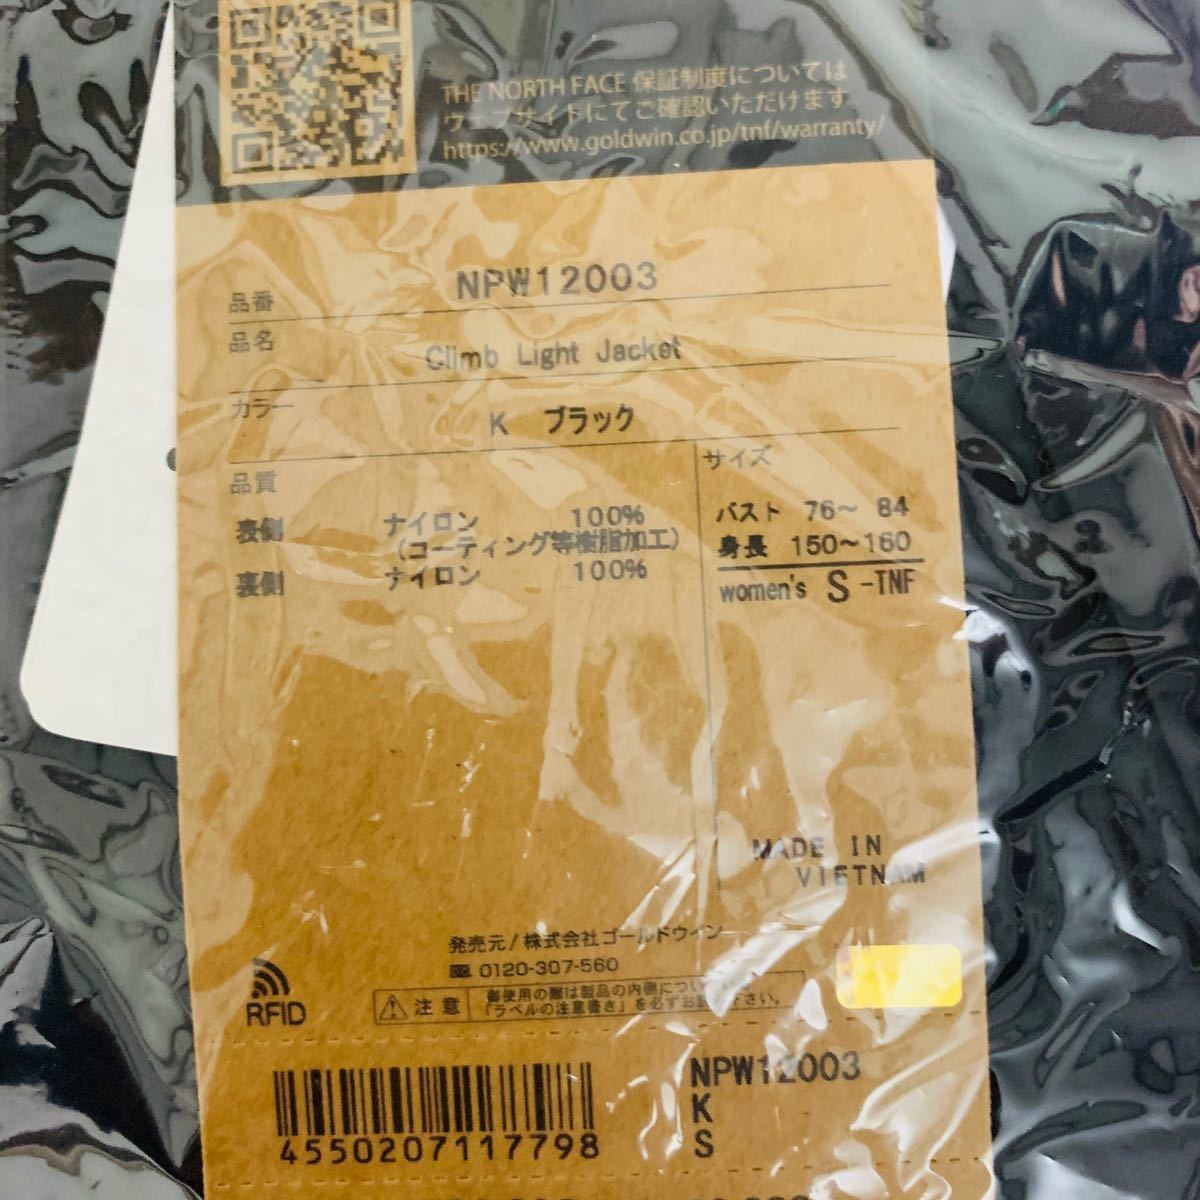 THE NORTH FACE 保証制度については
ウェブサイトにてご確認いただけます。
https://www.goldwin.co.jp/tnf/warranty/
品番 NPW12003
品名 Climb Light Jacket
カラー K ブラック
品質
表側 ナイロン 100%
(コーティング等樹脂加工)
裏側 ナイロン 100%
サイズ
バスト 76～ 84
身長 150～160
women's S -TNF
MADE IN
VIETNAM
発売元/株式会社ゴールドウイン
0120-307-560
RFID
注意
御使用の際は製品の内側につ
「ラベルの注意書き」を必ずお読み下さい。
4550207117798
NPW12003
K
S